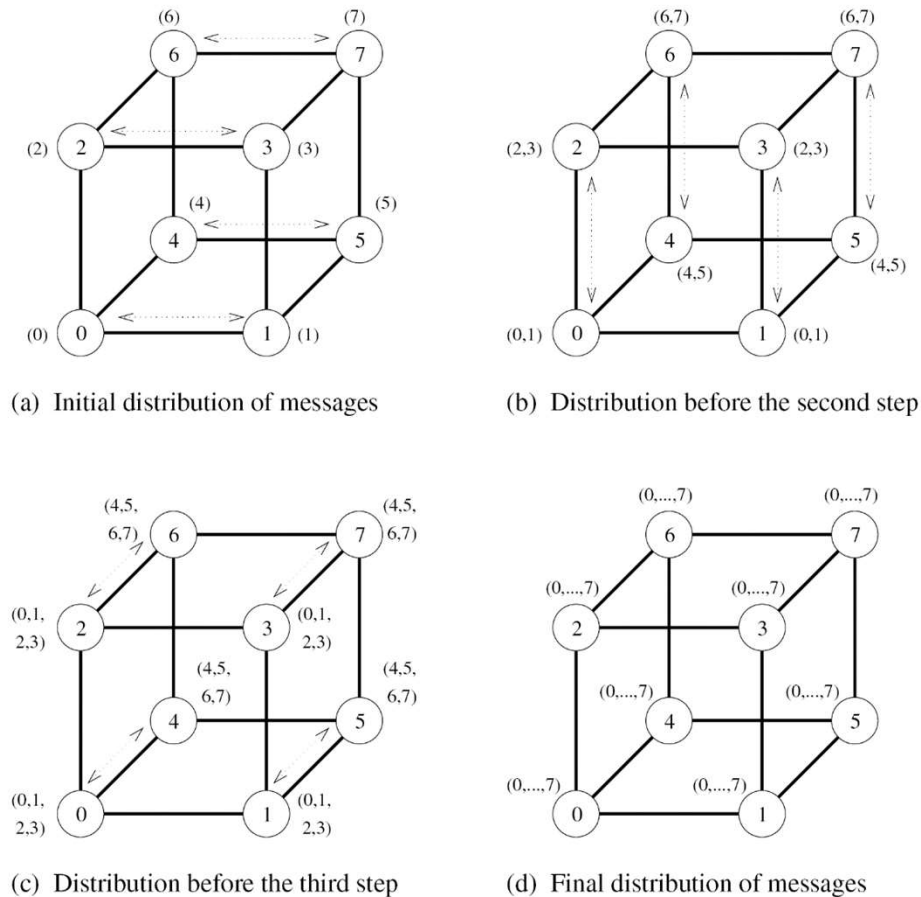 (6) (7)
6 7
(2) 2 3 (3)
(4) (5)
4 5
(0) 0 1 (1)
(a) Initial distribution of messages
(6,7) (6,7)
6 7
(2,3) 2 3 (2,3)
4 5
(4,5) (4,5)
(0,1) 0 1 (0,1)
(b) Distribution before the second step
(4,5, (4,5,
6,7) 6 7 6,7)
(0,1, (0,1,
2,3) 2 3 2,3)
(4,5, (4,5,
6,7) 6,7)
4 5
(0,1, (0,1,
2,3) 0 1 2,3)
(c) Distribution before the third step
(0,...,7) (0,...,7)
6 7
(0,...,7) (0,...,7)
2 3
(0,...,7) (0,...,7)
4 5
(0,...,7) (0,...,7)
0 1
(d) Final distribution of messages